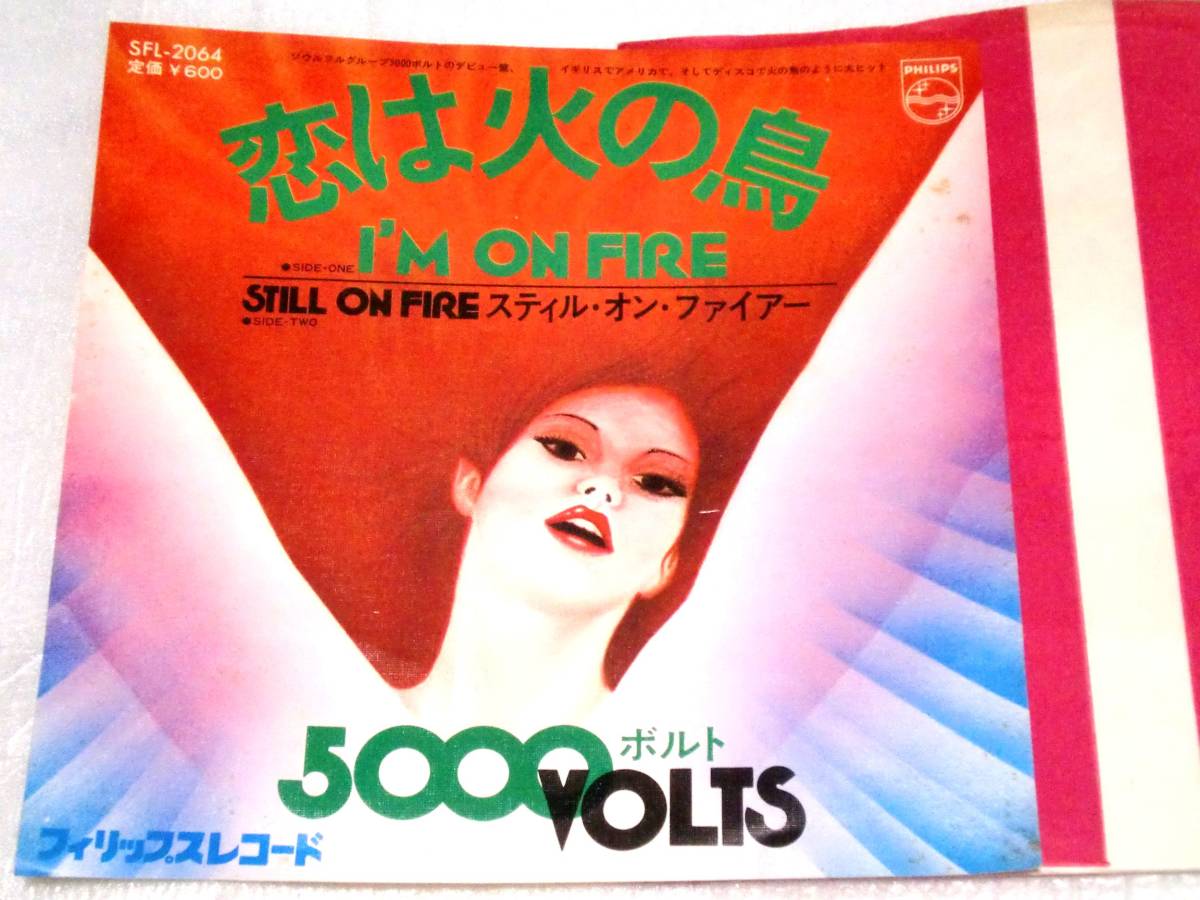 SFL-2064
定価 ¥600
ソウルフルグループ5000ボルトのデビュー盤、 イギリスでアメリカで、そしてディスコで火の鳥のように大ヒット
PHILIPS
恋は火の鳥
●SIDE-ONE I'M ON FIRE
STILL ON FIRE スティル・オン・ファイアー
●SIDE-TWO
5000 ボルト
VOLTS
フィリップスレコード